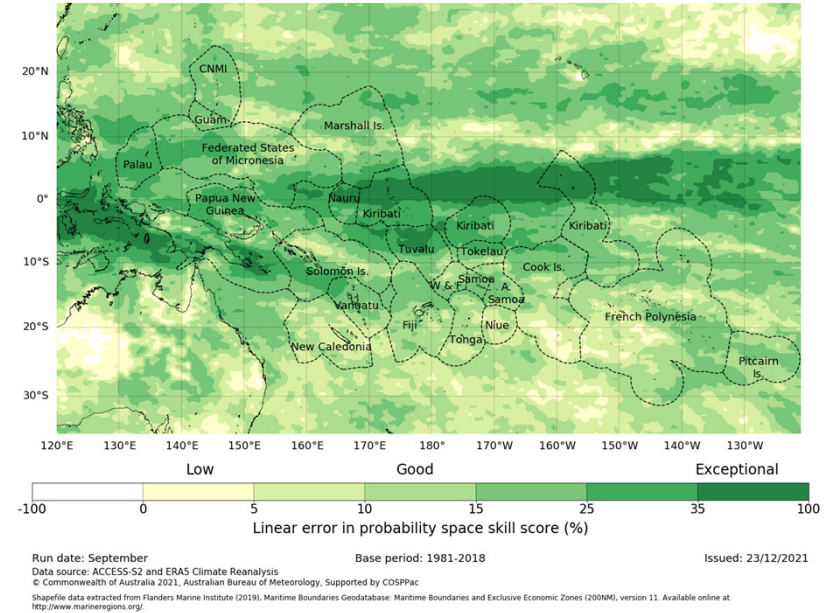 20°N
CNMI
Guam
Marshall Is.
10°N
Federated States
of Micronesia
Palau
0°
Papua New
Guinea
Nauru
Kiribati
Kiribati
Kiribati
Tuvalu
Tokelau
10°S
Solomon Is.
Cook Is.
W & F
Samoa
A.
Samoa
Vanuatu
20°S
Fiji
Niue
French Polynesia
New Caledonia
Tonga
Pitcairn
Is.
30°S
120°E 130°E 140°E 150°E 160°E 170°E 180° 170°W 160°W 150°W 140°W 130°W
Low Good Exceptional
-100 0 5 10 15 25 35 100
Linear error in probability space skill score (%)
Run date: September Base period: 1981-2018 Issued: 23/12/2021
Data source: ACCESS-S2 and ERA5 Climate Reanalysis
© Commonwealth of Australia 2021, Australian Bureau of Meteorology, Supported by COSPPac
Shapefile data extracted from Flanders Marine Institute (2019), Maritime Boundaries Geodatabase: Maritime Boundaries and Exclusive Economic Zones (200NM), version 11. Available online at
http://www.marineregions.org/.